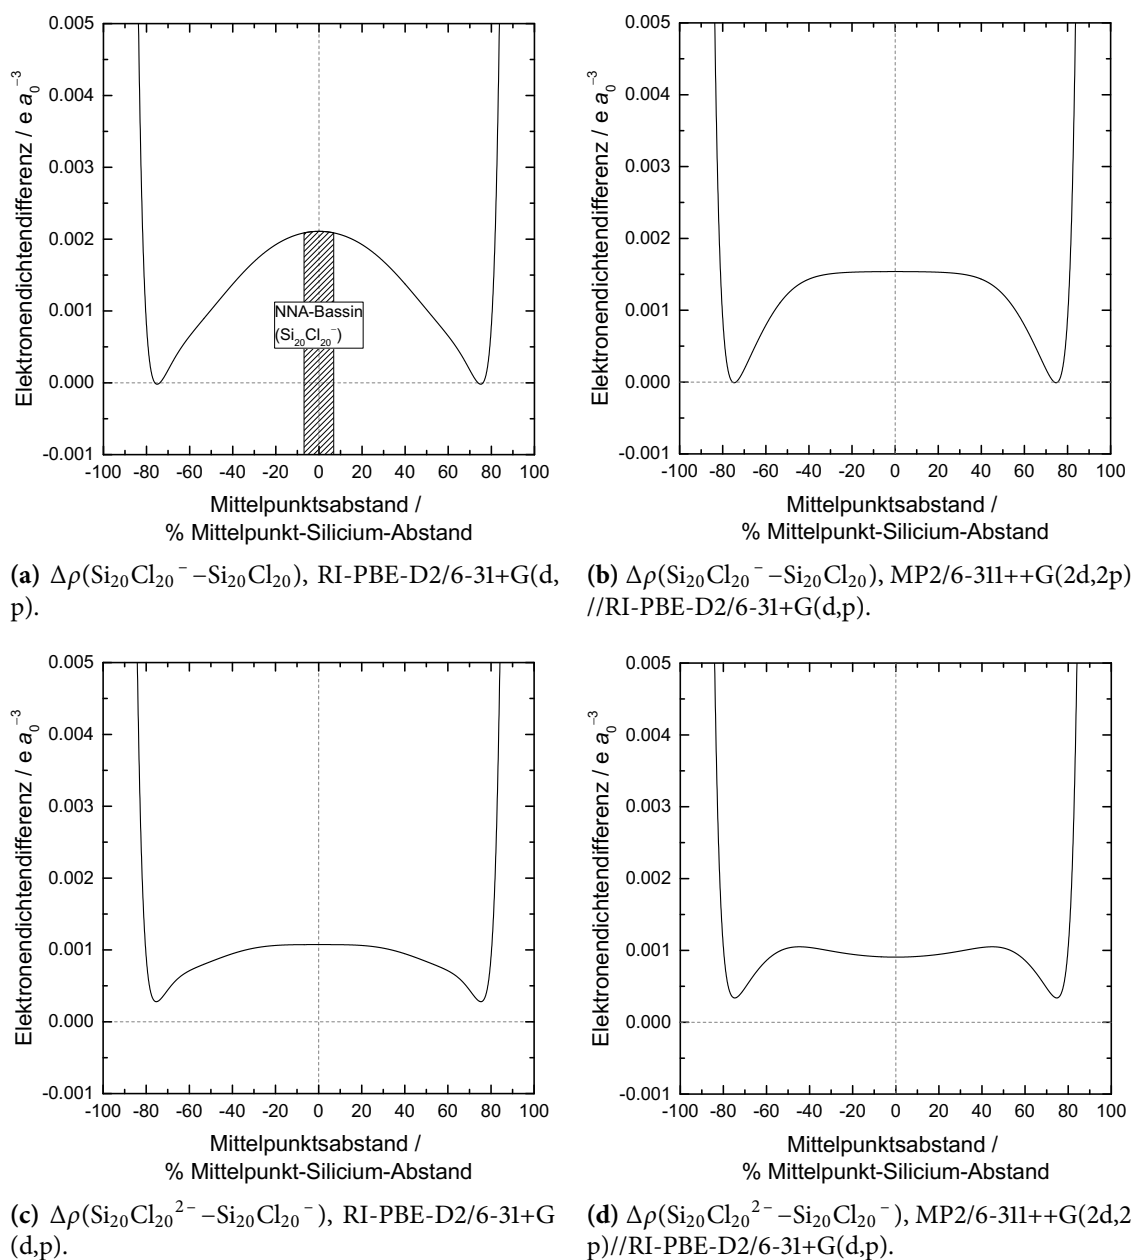 Elektronendichtendifferenz / e a₀⁻³
0.005
0.004
0.003
0.002
0.001
0.000
-0.001
NNA-Bassin
(Si₂₀Cl₂₀⁻)
-100 -80 -60 -40 -20 0 20 40 60 80 100
Mittelpunktsabstand /
% Mittelpunkt-Silicium-Abstand
(a) Δρ(Si₂₀Cl₂₀⁻–Si₂₀Cl₂₀), RI-PBE-D2/6-31+G(d,
p).
Elektronendichtendifferenz / e a₀⁻³
0.005
0.004
0.003
0.002
0.001
0.000
-0.001
-100 -80 -60 -40 -20 0 20 40 60 80 100
Mittelpunktsabstand /
% Mittelpunkt-Silicium-Abstand
(b) Δρ(Si₂₀Cl₂₀⁻–Si₂₀Cl₂₀), MP2/6-311++G(2d,2p)
//RI-PBE-D2/6-31+G(d,p).
Elektronendichtendifferenz / e a₀⁻³
0.005
0.004
0.003
0.002
0.001
0.000
-0.001
-100 -80 -60 -40 -20 0 20 40 60 80 100
Mittelpunktsabstand /
% Mittelpunkt-Silicium-Abstand
(c) Δρ(Si₂₀Cl₂₀²⁻–Si₂₀Cl₂₀⁻), RI-PBE-D2/6-31+G
(d,p).
Elektronendichtendifferenz / e a₀⁻³
0.005
0.004
0.003
0.002
0.001
0.000
-0.001
-100 -80 -60 -40 -20 0 20 40 60 80 100
Mittelpunktsabstand /
% Mittelpunkt-Silicium-Abstand
(d) Δρ(Si₂₀Cl₂₀²⁻–Si₂₀Cl₂₀⁻), MP2/6-311++G(2d,2
p)//RI-PBE-D2/6-31+G(d,p).